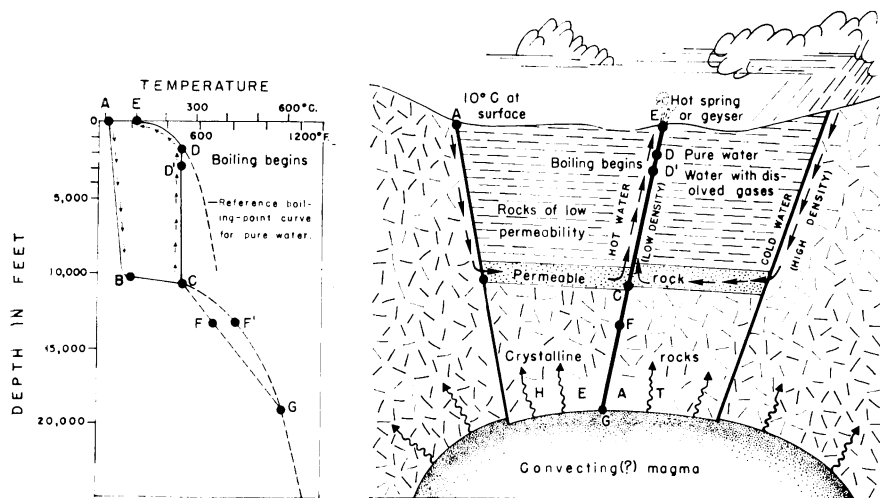 TEMPERATURE
A E 300 600°C.
0
600 1200°F.
D
Boiling begins
D'
5,000
Reference boil-
ing-point curve
for pure water.
10,000
B C
F F'
15,000
G
20,000
DEPTH IN FEET
10°C at
surface
A
Hot spring
or geyser
E
Boiling begins
D Pure water
D' Water with dis-
solved gases
Rocks of low
permeability
HOT WATER
(LOW DENSITY)
COLD WATER
(HIGH DENSITY)
Permeable rock
C
F
Crystalline rocks
H E A T
G
Convecting(?) magma